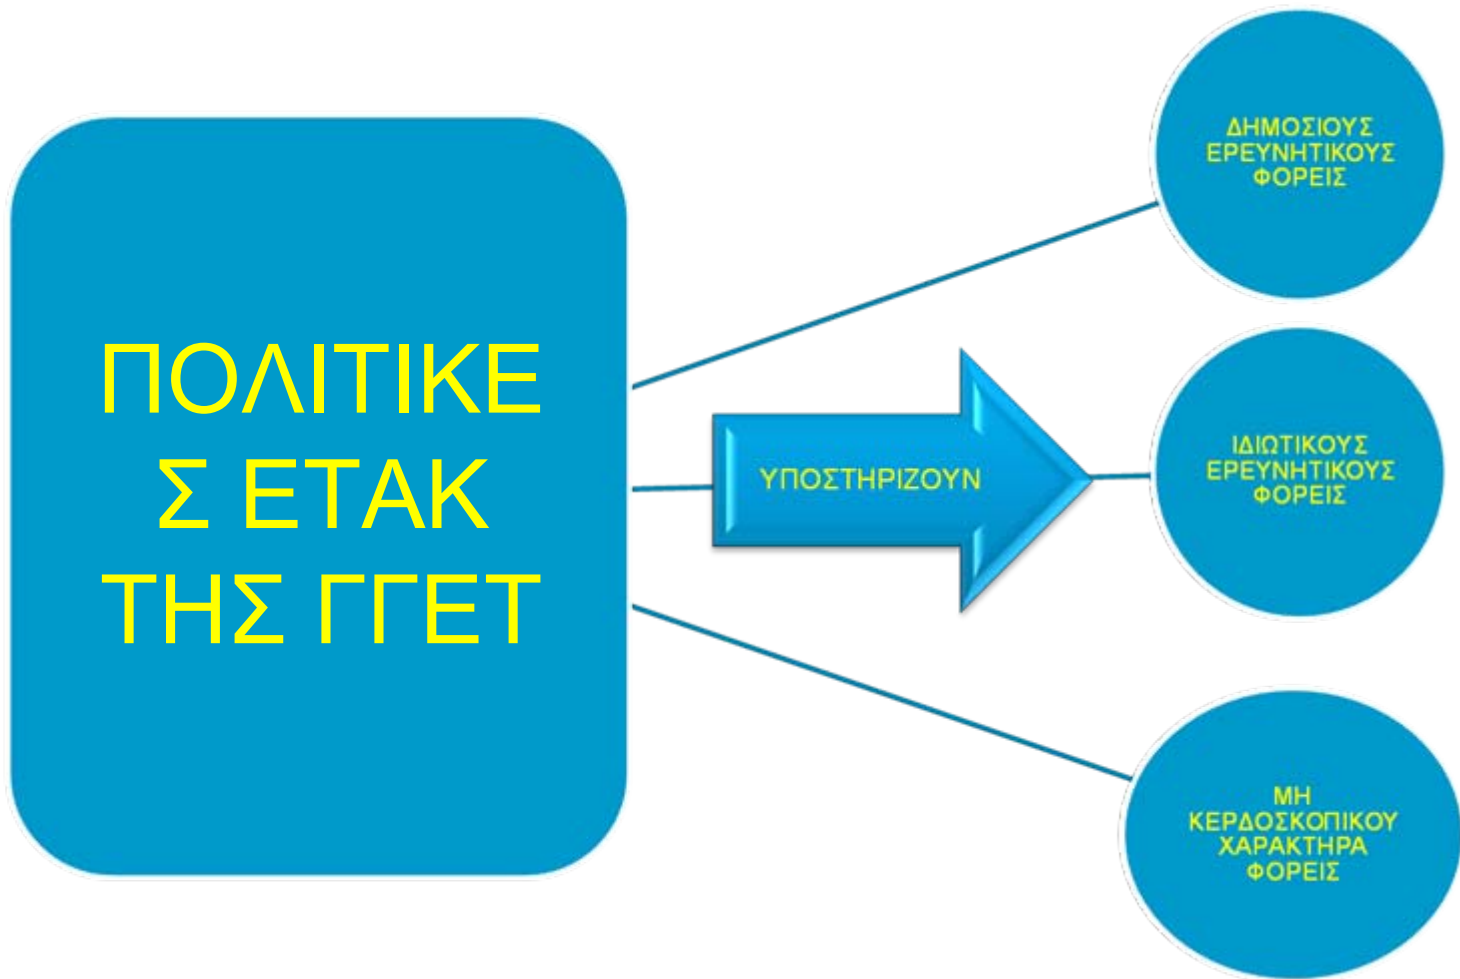 ΠΟΛΙΤΙΚΕ
Σ ΕΤΑΚ
ΤΗΣ ΓΓΕΤ
ΥΠΟΣΤΗΡΙΖΟΥΝ
ΔΗΜΟΣΙΟΥΣ
ΕΡΕΥΝΗΤΙΚΟΥΣ
ΦΟΡΕΙΣ
ΙΔΙΩΤΙΚΟΥΣ
ΕΡΕΥΝΗΤΙΚΟΥΣ
ΦΟΡΕΙΣ
ΜΗ
ΚΕΡΔΟΣΚΟΠΙΚΟΥ
ΧΑΡΑΚΤΗΡΑ
ΦΟΡΕΙΣ